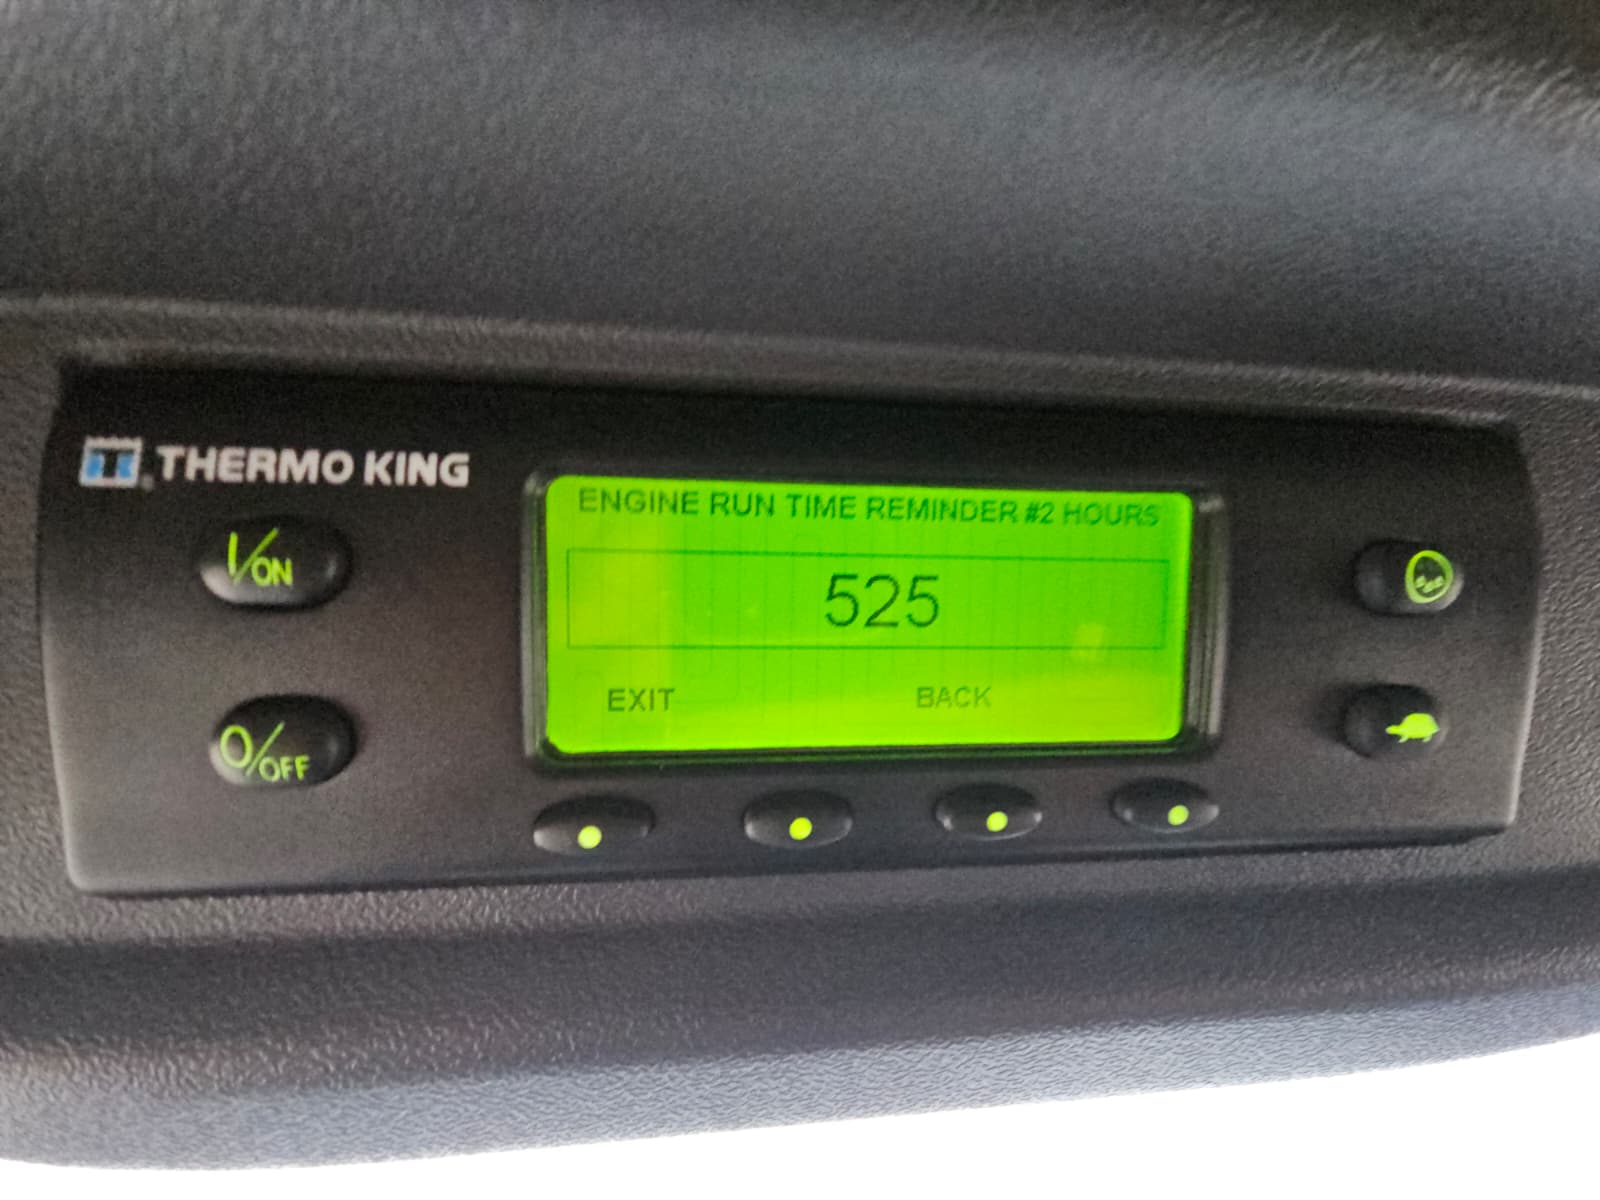 THERMO KING
I/ON
O/OFF
ENGINE RUN TIME REMINDER #2 HOURS
525
EXIT BACK